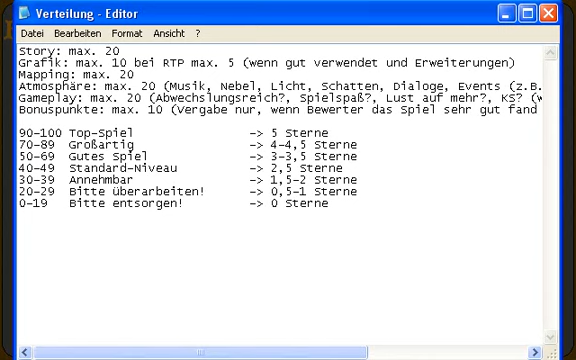 Verteilung - Editor
Datei Bearbeiten Format Ansicht ?
Story: max. 20
Grafik: max. 10 bei RTP max. 5 (wenn gut verwendet und Erweiterungen)
Mapping: max. 20
Atmosphäre: max. 20 (Musik, Nebel, Licht, Schatten, Dialoge, Events (z.B.
Gameplay: max. 20 (Abwechslungsreich?, Spielspaß?, Lust auf mehr?, KS? (w
Bonuspunkte: max. 10 (Vergabe nur, wenn Bewerter das Spiel sehr gut fand
90-100 Top-Spiel -> 5 Sterne
70-89 Großartig -> 4-4,5 Sterne
50-69 Gutes Spiel -> 3-3,5 Sterne
40-49 Standard-Niveau -> 2,5 Sterne
30-39 Annehmbar -> 1,5-2 Sterne
20-29 Bitte überarbeiten! -> 0,5-1 Sterne
0-19 Bitte entsorgen! -> 0 Sterne